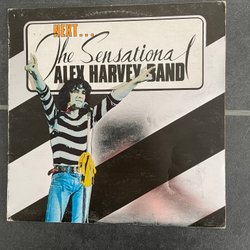 NEXT...
The Sensational
ALEX HARVEY BAND